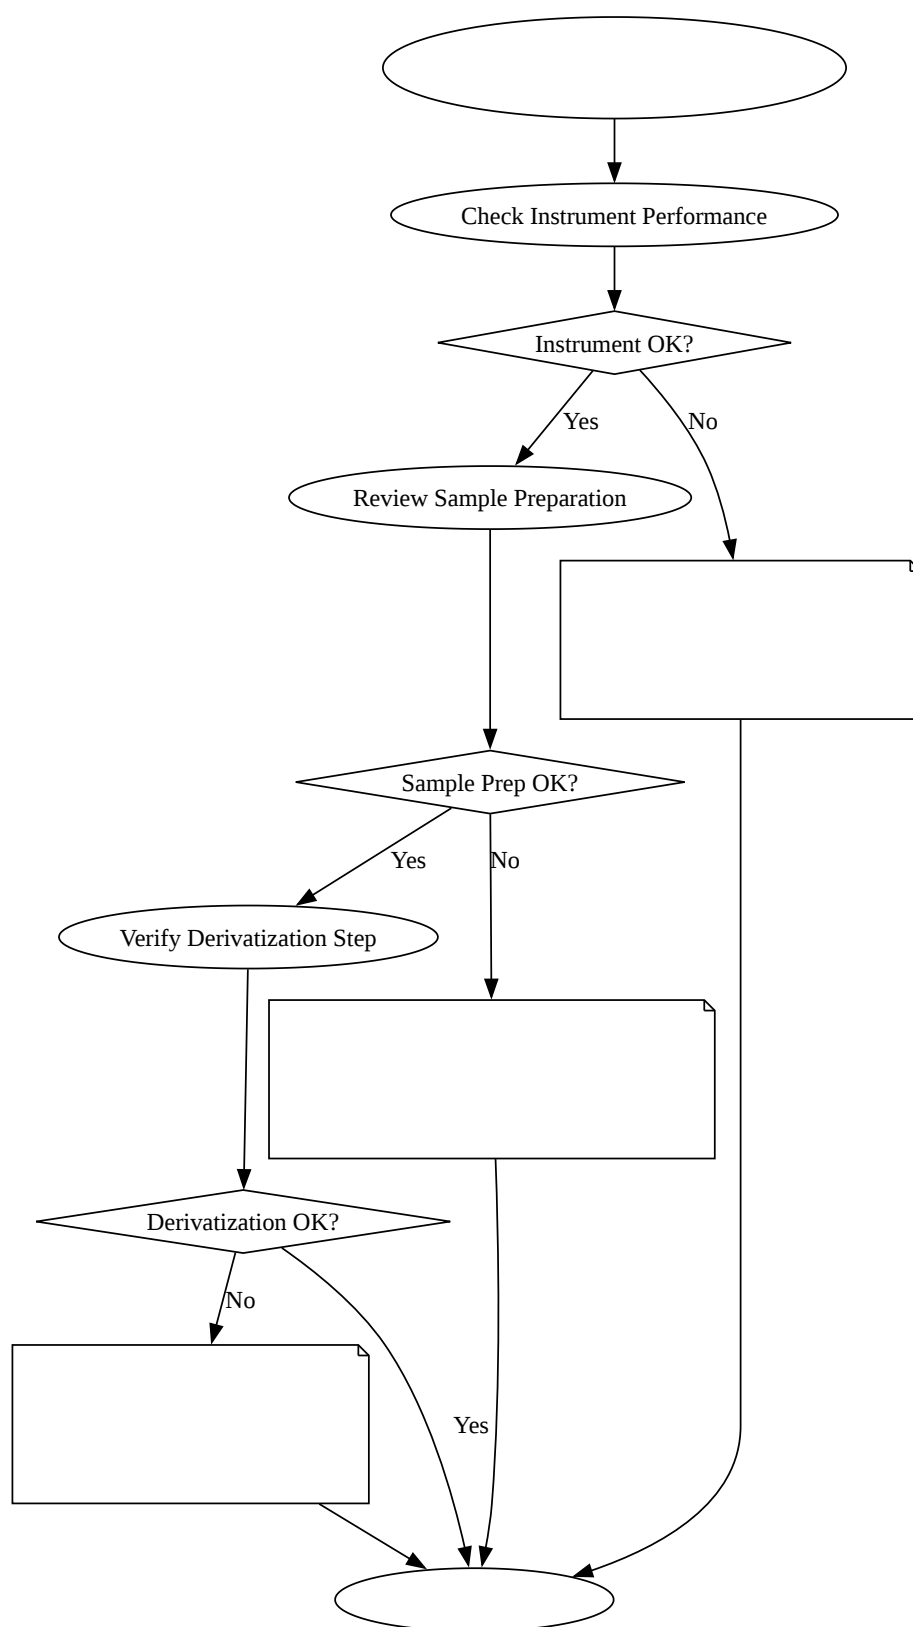 Check Instrument Performance
Instrument OK?
Yes
No
Review Sample Preparation
Sample Prep OK?
Yes
No
Verify Derivatization Step
Derivatization OK?
No
Yes